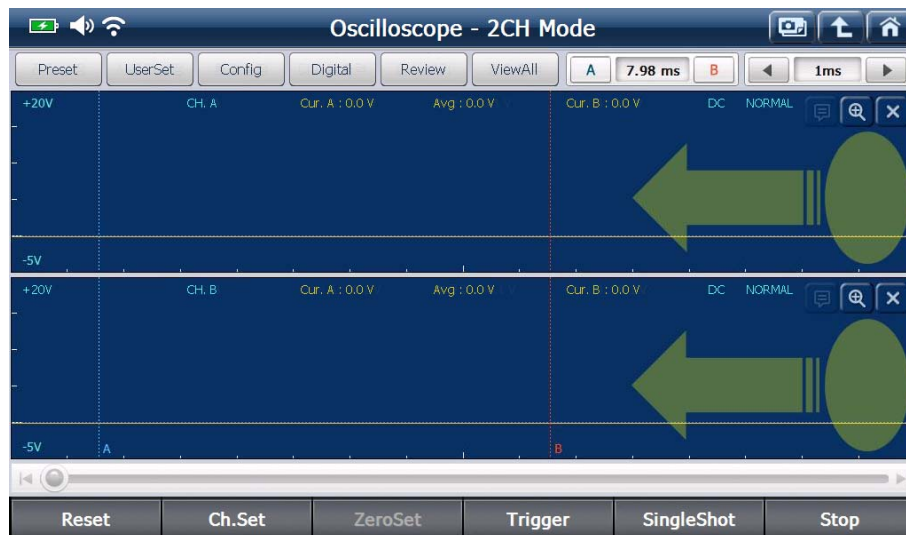 Oscilloscope - 2CH Mode
Preset UserSet Config Digital Review ViewAll A 7.98 ms B 1ms
+20V CH. A Cur. A : 0.0 V Avg : 0.0 V Cur. B : 0.0 V DC NORMAL
-5V
+20V CH. B Cur. A : 0.0 V Avg : 0.0 V Cur. B : 0.0 V DC NORMAL
-5V A B
Reset Ch.Set ZeroSet Trigger SingleShot Stop